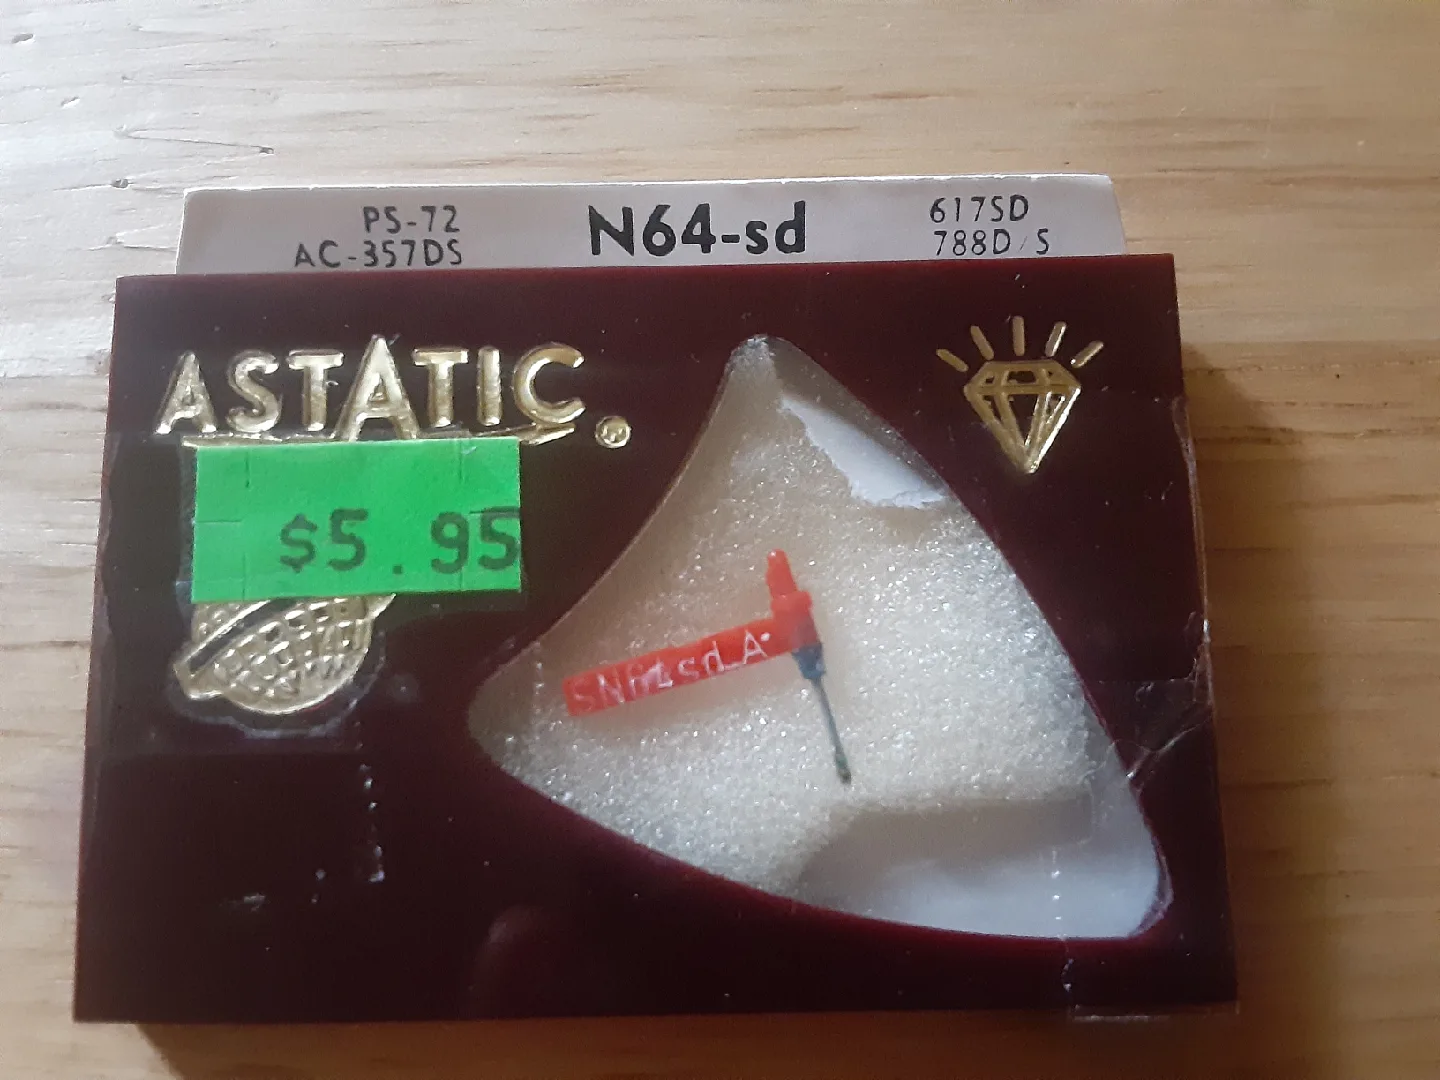 PS-72
AC-357DS
N64-sd
617SD
788D/S
ASTATIC®
$5.95